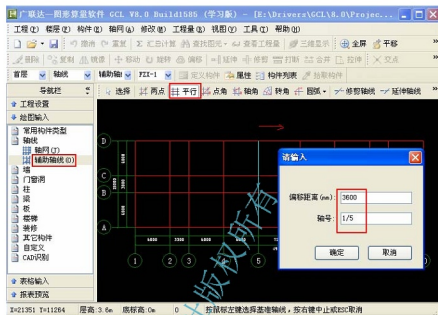 广联达—图形算量软件 GCL V8.0 Build1585 (学习版) - [E:\Drivers\GCL\8.0\Projec...
工程(F) 楼层(Z) 构件(B) 轴网(A) 修改(M) 工程量(Q) 视图(V) 工具(T) 帮助(H)
撤消 重复 汇总计算 查找图元 查看工程量 三维显示 全屏 平移
删除 复制 镜像 移动 旋转 偏移 延伸 修剪 打断 合并 拉伸 交点
首层 轴线 辅助轴线 FZX-1 定义构件 属性 构件列表 拾取构件
选择 两点 平行 点角 轴角 转角 圆弧 修剪轴线 延伸轴线
导航栏
工程设置
绘图输入
常用构件类型
轴线
轴网(J)
辅助轴线(O)
墙
门窗洞
柱
梁
板
楼梯
装修
其它构件
自定义
CAD识别
表格输入
报表预览
D
C
B
A
1 2 3 5
请输入
偏移距离(mm): 3600
轴号: 1/5
确定 取消
版权所有
X=21351 Y=11264 层高:3.6m 底标高:0m 0 按鼠标左键选择基准轴线,按右键中止或ESC取消